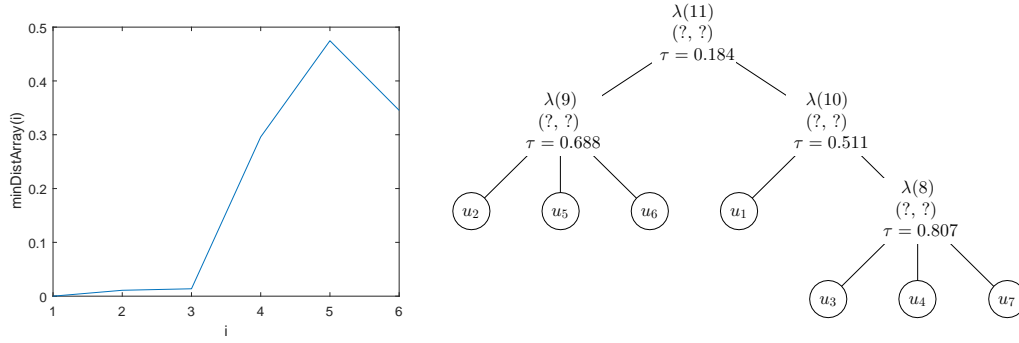 0.5
0.4
0.3
0.2
0.1
0
1 2 3 4 5 6
minDistArray(i)
i
λ(11)
(?, ?)
τ = 0.184
λ(9)
(?, ?)
τ = 0.688
λ(10)
(?, ?)
τ = 0.511
u₂ u₅ u₆ u₁
λ(8)
(?, ?)
τ = 0.807
u₃ u₄ u₇